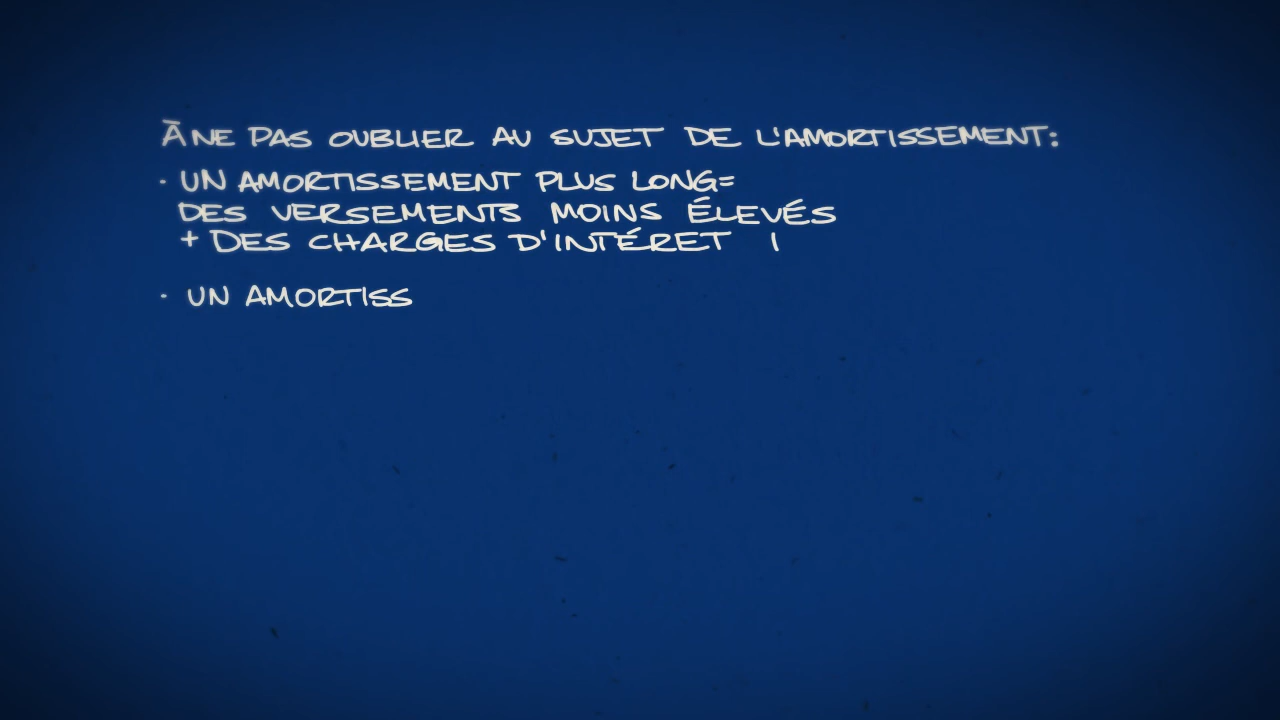 À NE PAS OUBLIER AU SUJET DE L'AMORTISSEMENT:
· UN AMORTISSEMENT PLUS LONG=
DES VERSEMENTS MOINS ÉLEVÉS
+ DES CHARGES D'INTÉRET I
· UN AMORTISS